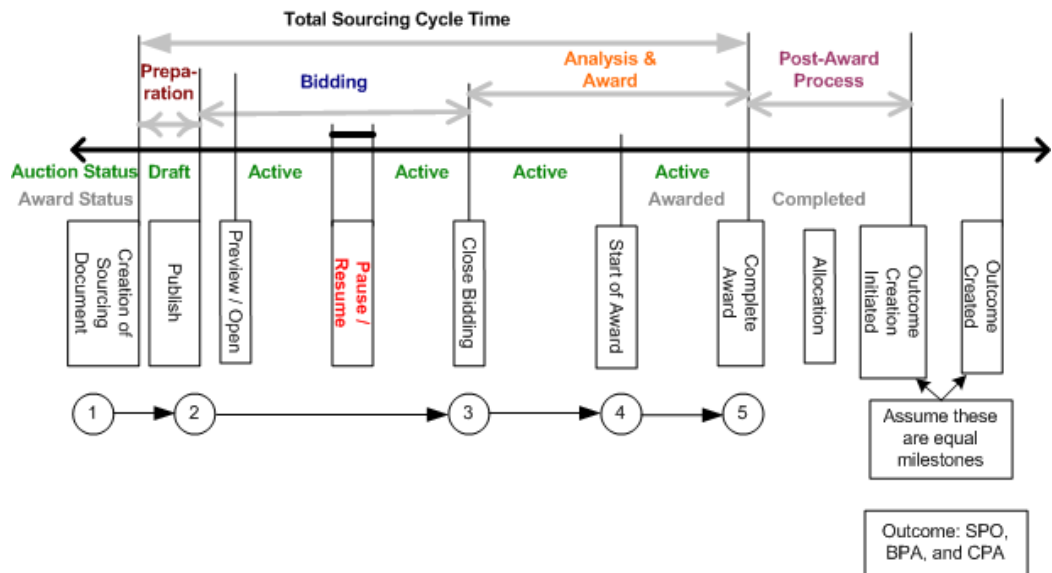 Total Sourcing Cycle Time
Prepa-
ration
Bidding
Analysis &
Award
Post-Award
Process
Auction Status
Draft
Active
Active
Active
Active
Award Status
Awarded
Completed
Creation of
Sourcing
Document
Publish
Preview / Open
Pause /
Resume
Close Bidding
Start of Award
Complete
Award
Allocation
Outcome
Creation
Initiated
Outcome
Created
1
2
3
4
5
Assume these
are equal
milestones
Outcome: SPO,
BPA, and CPA